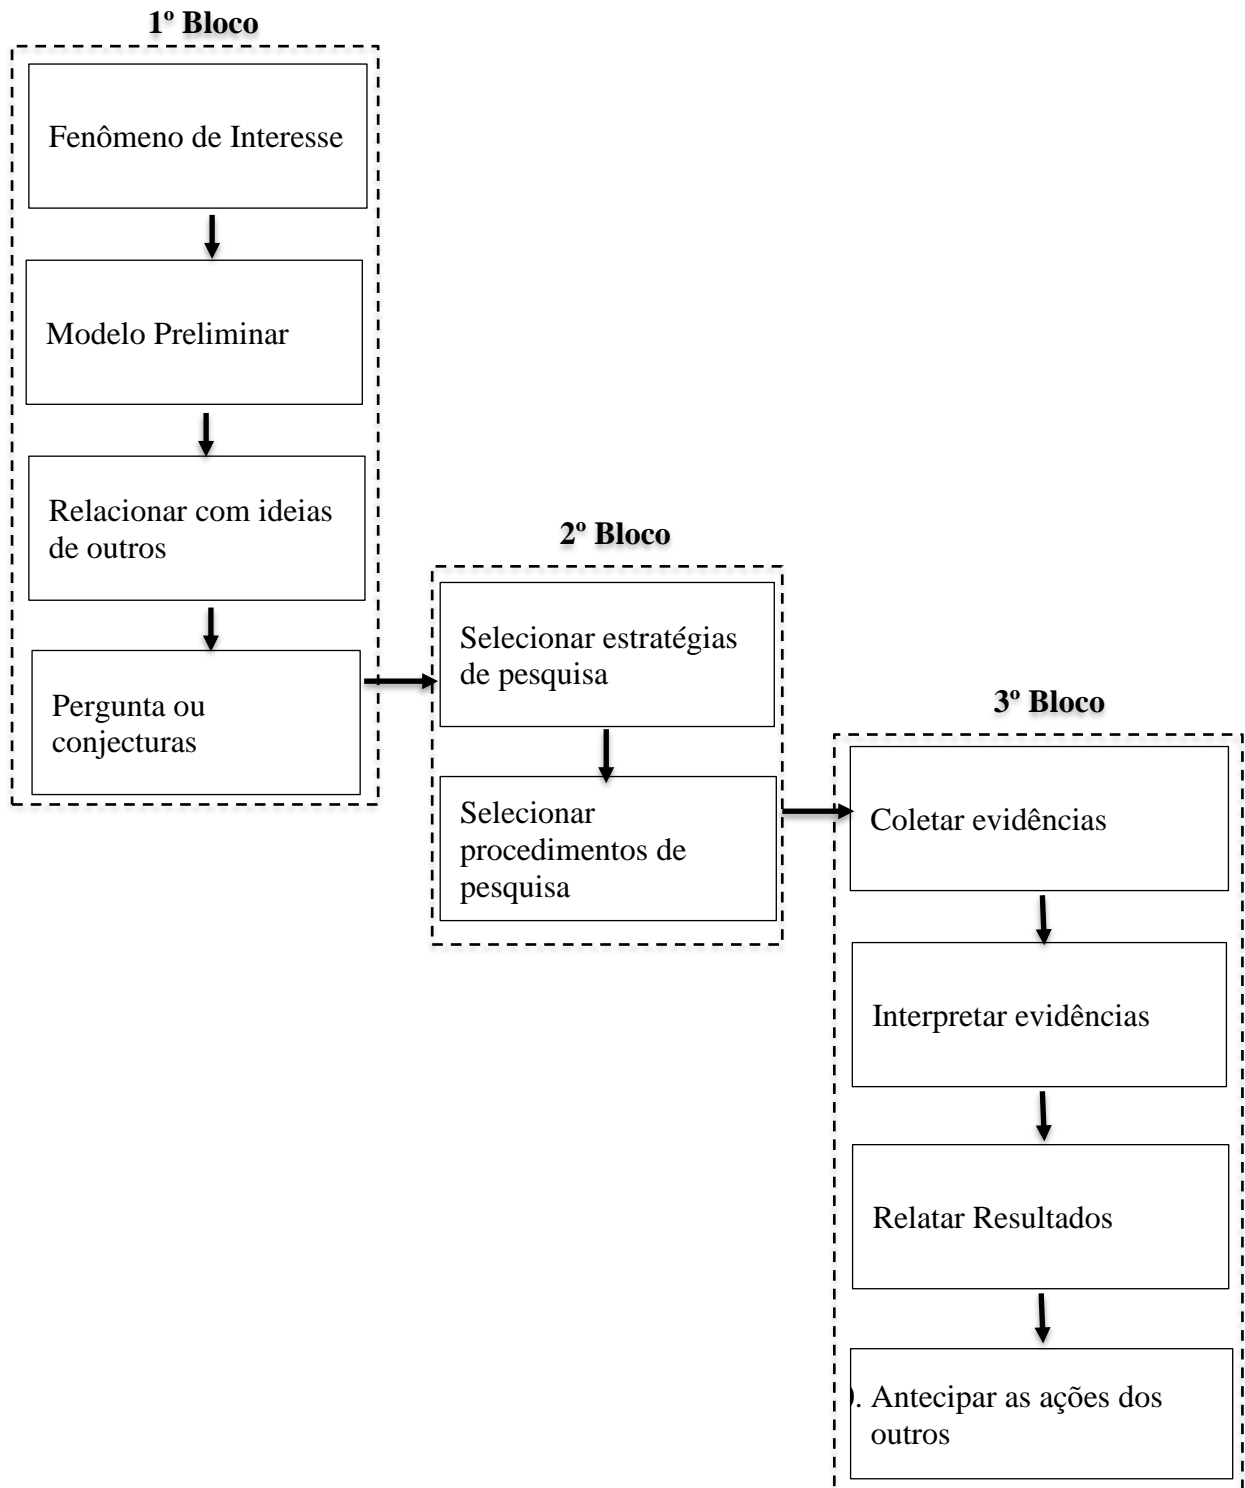 1º Bloco
Fenômeno de Interesse
Modelo Preliminar
Relacionar com ideias
de outros
Pergunta ou
conjecturas
2º Bloco
Selecionar estratégias
de pesquisa
Selecionar
procedimentos de
pesquisa
3º Bloco
Coletar evidências
Interpretar evidências
Relatar Resultados
. Antecipar as ações dos
outros